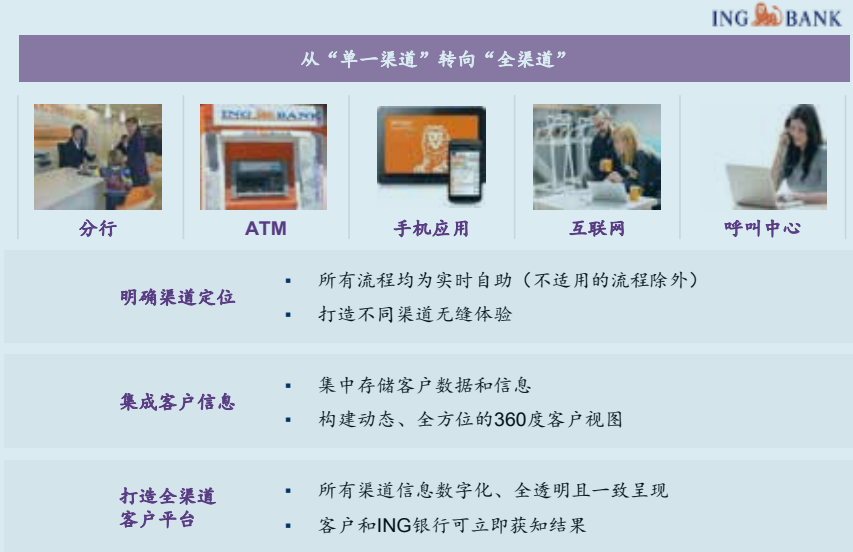 ING BANK
从“单一渠道”转向“全渠道”
ING BANK
分行
ATM
手机应用
互联网
呼叫中心
明确渠道定位
▪ 所有流程均为实时自助（不适用的流程除外）
▪ 打造不同渠道无缝体验
集成客户信息
▪ 集中存储客户数据和信息
▪ 构建动态、全方位的360度客户视图
打造全渠道
客户平台
▪ 所有渠道信息数字化、全透明且一致呈现
▪ 客户和ING银行可立即获知结果